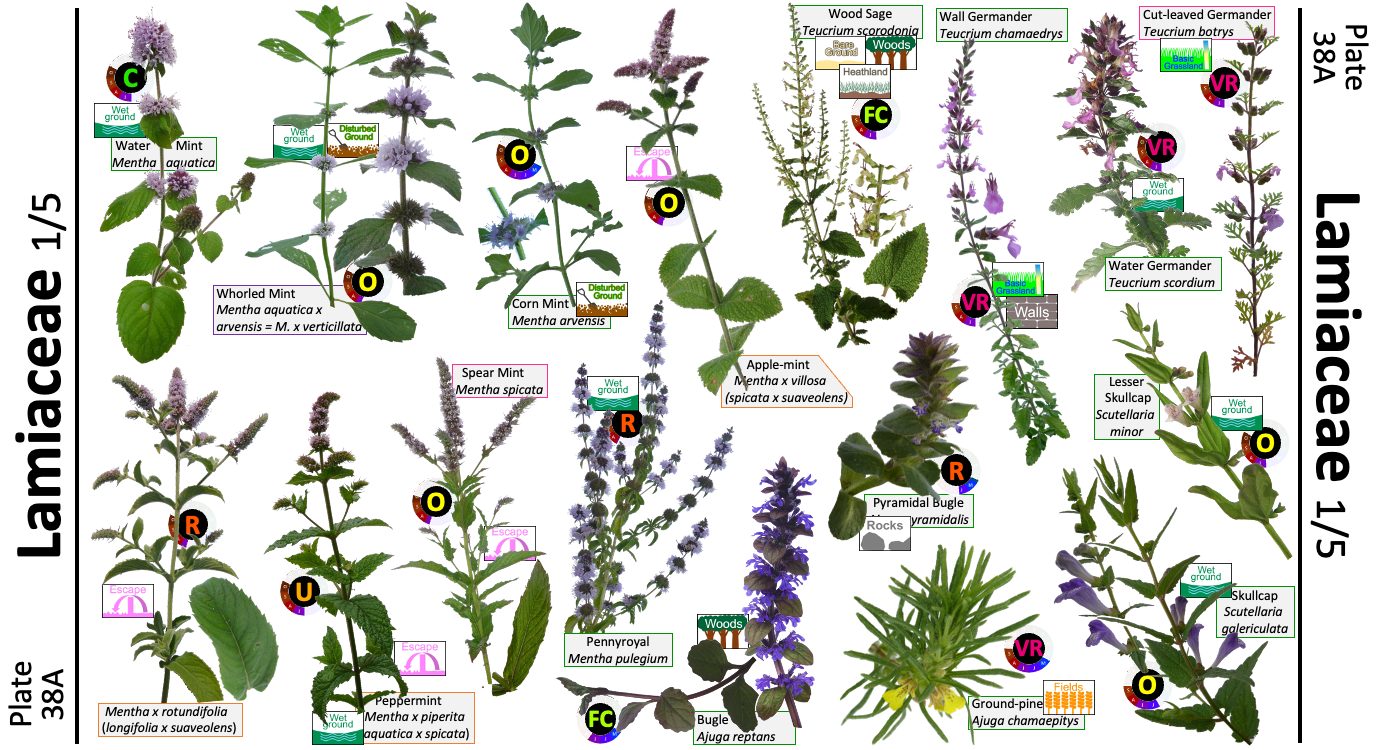 Lamiaceae 1/5
Plate
38A
C
Wet
ground
Water Mint
Mentha aquatica
Wet
ground
Disturbed
Ground
O
Whorled Mint
Mentha aquatica x
arvensis = M. x verticillata
O
Corn Mint
Mentha arvensis
Disturbed
Ground
Escape
O
Apple-mint
Mentha x villosa
(spicata x suaveolens)
Wood Sage
Teucrium scorodonia
Bare
Ground
Woods
Heathland
FC
Wall Germander
Teucrium chamaedrys
Basic
Grassland
VR
Walls
VR
Wet
ground
Water Germander
Teucrium scordium
Cut-leaved Germander
Teucrium botrys
Basic
Grassland
VR
Plate
38A
Lamiaceae 1/5
R
Escape
Mentha x rotundifolia
(longifolia x suaveolens)
U
Escape
Wet
ground
Peppermint
Mentha x piperita
aquatica x spicata)
Spear Mint
Mentha spicata
O
Escape
Wet
ground
R
Pennyroyal
Mentha pulegium
Woods
FC
Bugle
Ajuga reptans
R
Pyramidal Bugle
yramidalis
Rocks
VR
Fields
Ground-pine
Ajuga chamaepitys
Lesser
Skullcap
Scutellaria
minor
Wet
ground
O
Wet
ground
Skullcap
Scutellaria
galericulata
O